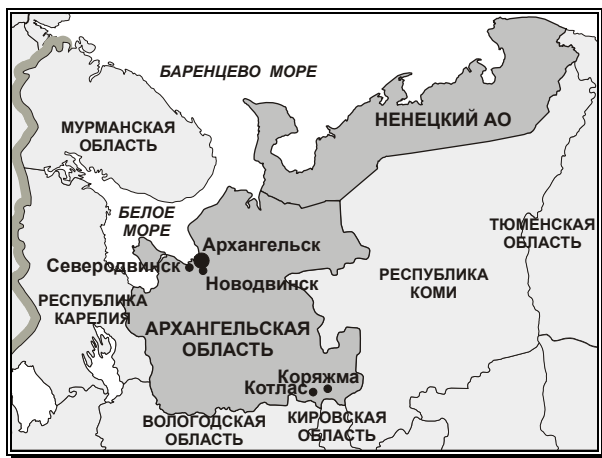 БАРЕНЦЕВО МОРЕ
НЕНЕЦКИЙ АО
МУРМАНСКАЯ
ОБЛАСТЬ
БЕЛОЕ
МОРЕ
ТЮМЕНСКАЯ
ОБЛАСТЬ
Архангельск
Северодвинск
Новодвинск
РЕСПУБЛИКА
КОМИ
РЕСПУБЛИКА
КАРЕЛИЯ
АРХАНГЕЛЬСКАЯ
ОБЛАСТЬ
Коряжма
Котлас
ВОЛОГОДСКАЯ
ОБЛАСТЬ
КИРОВСКАЯ
ОБЛАСТЬ